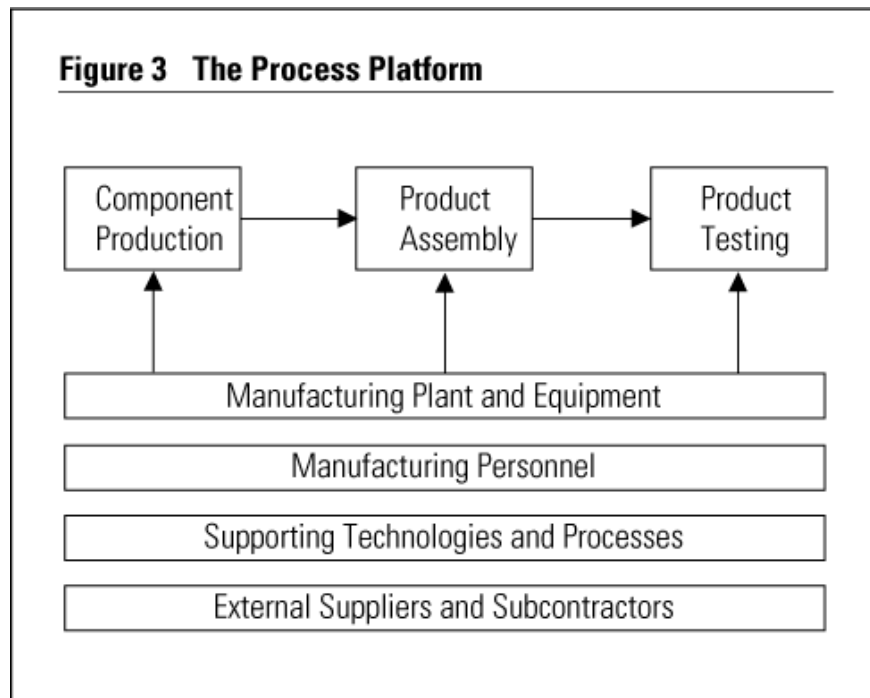 Figure 3 The Process Platform
Component
Production
Product
Assembly
Product
Testing
Manufacturing Plant and Equipment
Manufacturing Personnel
Supporting Technologies and Processes
External Suppliers and Subcontractors